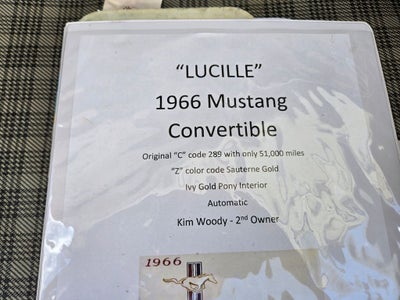 “LUCILLE”
1966 Mustang
Convertible
Original “C” code 289 with only 51,000 miles
“Z” color code Sauterne Gold
Ivy Gold Pony Interior
Automatic
Kim Woody - 2nd Owner
1966